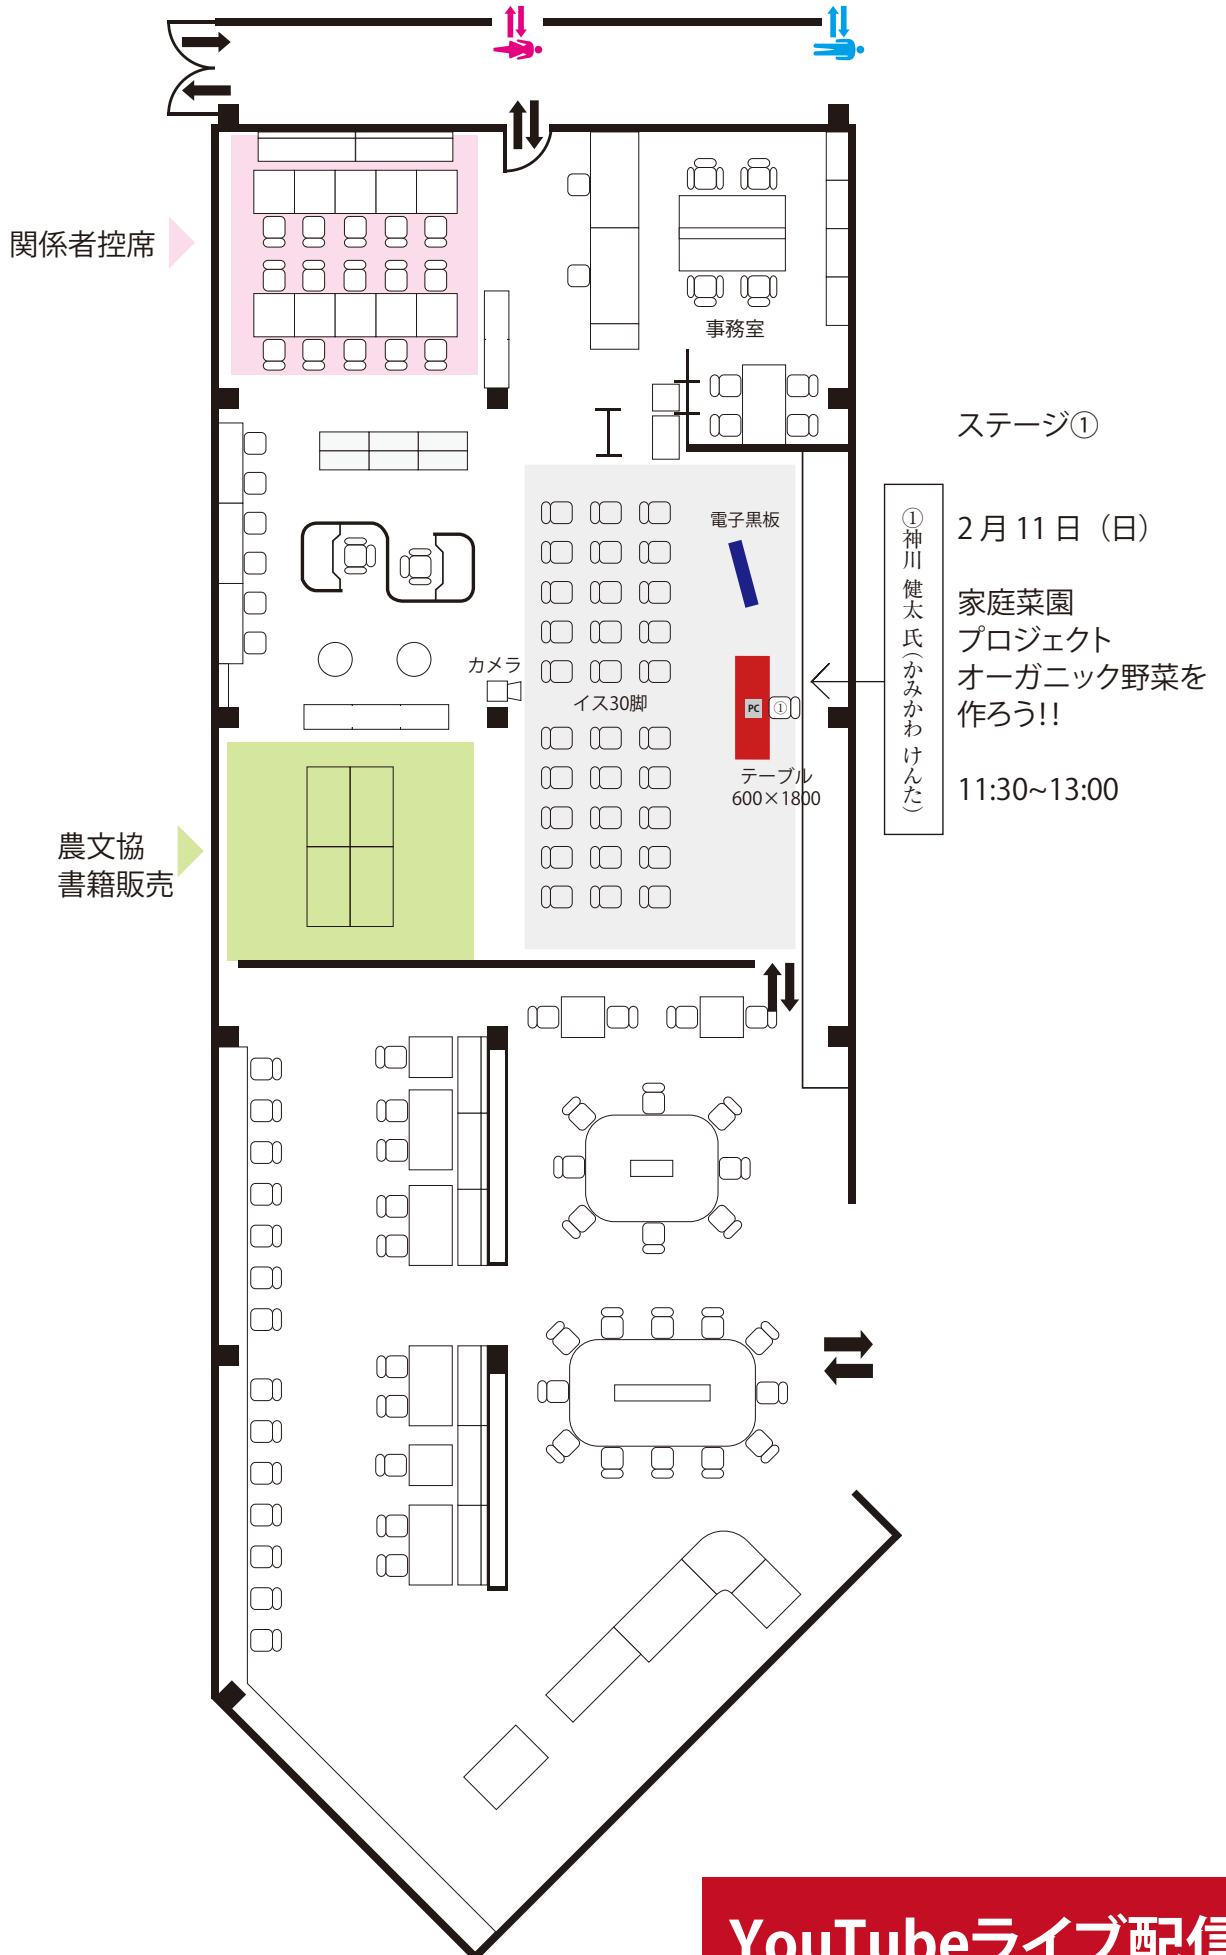 関係者控席
事務室
ステージ①
電子黒板
①神川 健太 氏(かみかわ けんた)
2月11日（日）
家庭菜園
プロジェクト
オーガニック野菜を
作ろう!!
11:30~13:00
カメラ
イス30脚
PC
①
テーブル
600×1800
農文協
書籍販売
YouTubeライブ配信